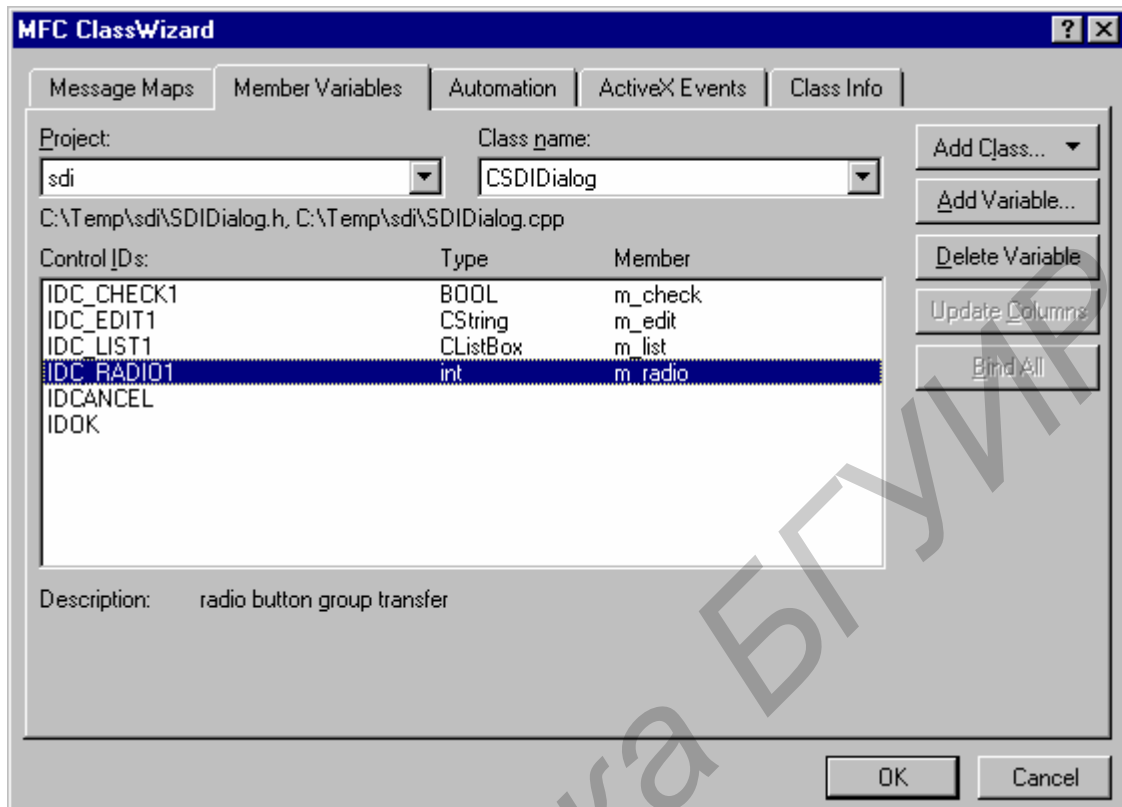 MFC ClassWizard
Message Maps Member Variables Automation ActiveX Events Class Info
Project: Class name:
sdi CSDIDialog
Add Class...
Add Variable...
C:\Temp\sdi\SDIDialog.h, C:\Temp\sdi\SDIDialog.cpp
Control IDs: Type Member
Delete Variable
IDC_CHECK1 BOOL m_check
IDC_EDIT1 CString m_edit
IDC_LIST1 CListBox m_list
IDC_RADIO1 int m_radio
IDCANCEL
IDOK
Update Columns
Bind All
Description: radio button group transfer
OK Cancel
ка БГУИР